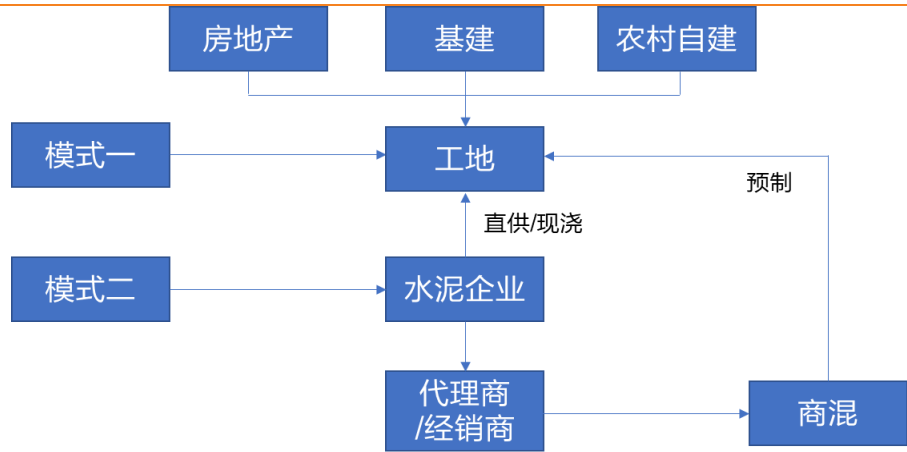 房地产
基建
农村自建
模式一
工地
预制
直供/现浇
模式二
水泥企业
代理商
/经销商
商混